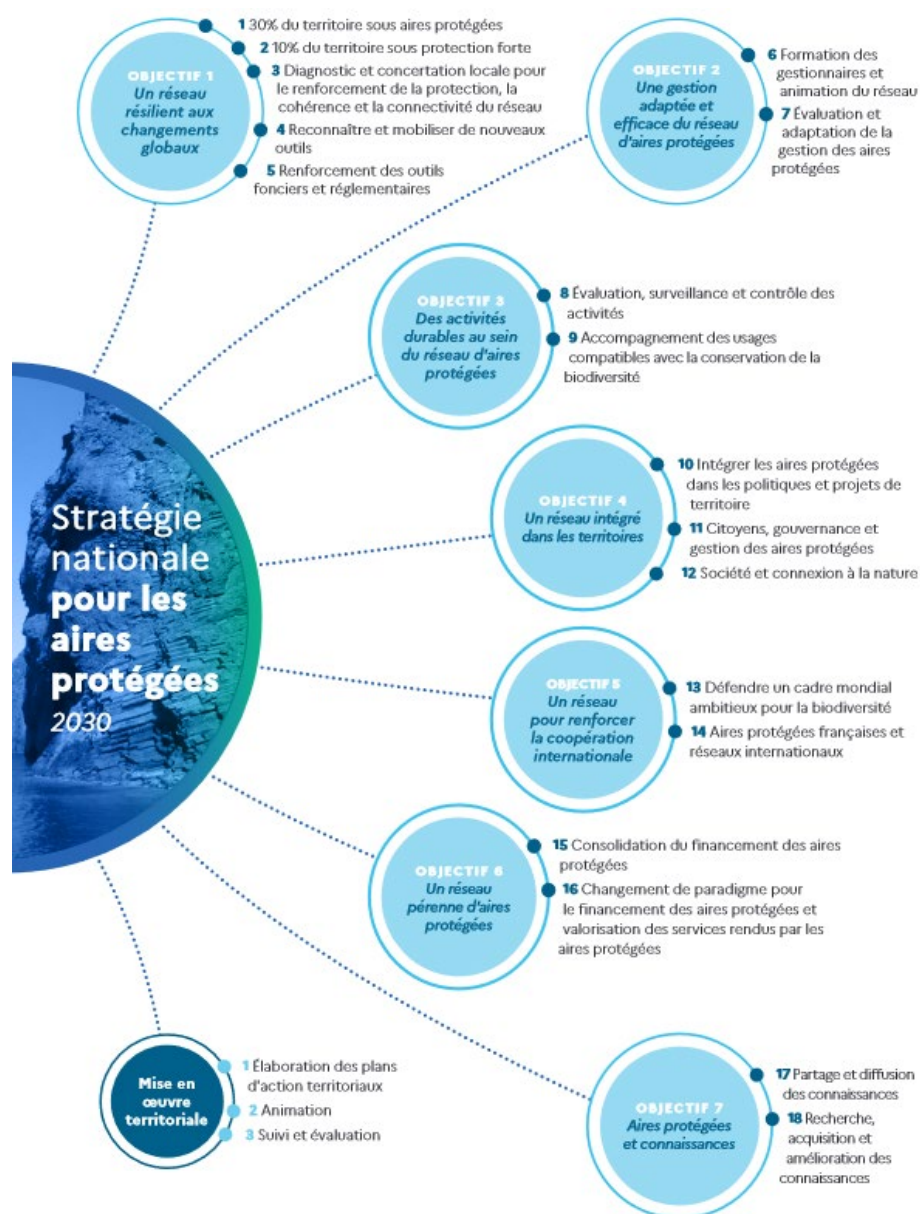 1 30% du territoire sous aires protégées
2 10% du territoire sous protection forte
3 Diagnostic et concertation locale pour
le renforcement de la protection, la
cohérence et la connectivité du réseau
4 Reconnaître et mobiliser de nouveaux
outils
5 Renforcement des outils
fonciers et réglementaires
OBJECTIF 1
Un réseau
résilient aux
changements
globaux
OBJECTIF 2
Une gestion
adaptée et
efficace du réseau
d'aires protégées
6 Formation des
gestionnaires et
animation du réseau
7 Évaluation et
adaptation de la
gestion des aires
protégées
OBJECTIF 3
Des activités
durables au sein
du réseau d'aires
protégées
8 Évaluation, surveillance et contrôle des
activités
9 Accompagnement des usages
compatibles avec la conservation de la
biodiversité
Stratégie
nationale
pour les
aires
protégées
2030
OBJECTIF 4
Un réseau intégré
dans les territoires
10 Intégrer les aires protégées
dans les politiques et projets de
territoire
11 Citoyens, gouvernance et
gestion des aires protégées
12 Société et connexion à la nature
OBJECTIF 5
Un réseau
pour renforcer
la coopération
internationale
13 Défendre un cadre mondial
ambitieux pour la biodiversité
14 Aires protégées françaises et
réseaux internationaux
OBJECTIF 6
Un réseau
pérenne d'aires
protégées
15 Consolidation du financement des aires
protégées
16 Changement de paradigme pour
le financement des aires protégées et
valorisation des services rendus par les
aires protégées
Mise en
œuvre
territoriale
1 Élaboration des plans
d'action territoriaux
2 Animation
3 Suivi et évaluation
OBJECTIF 7
Aires protégées
et connaissances
17 Partage et diffusion
des connaissances
18 Recherche,
acquisition et
amélioration des
connaissances